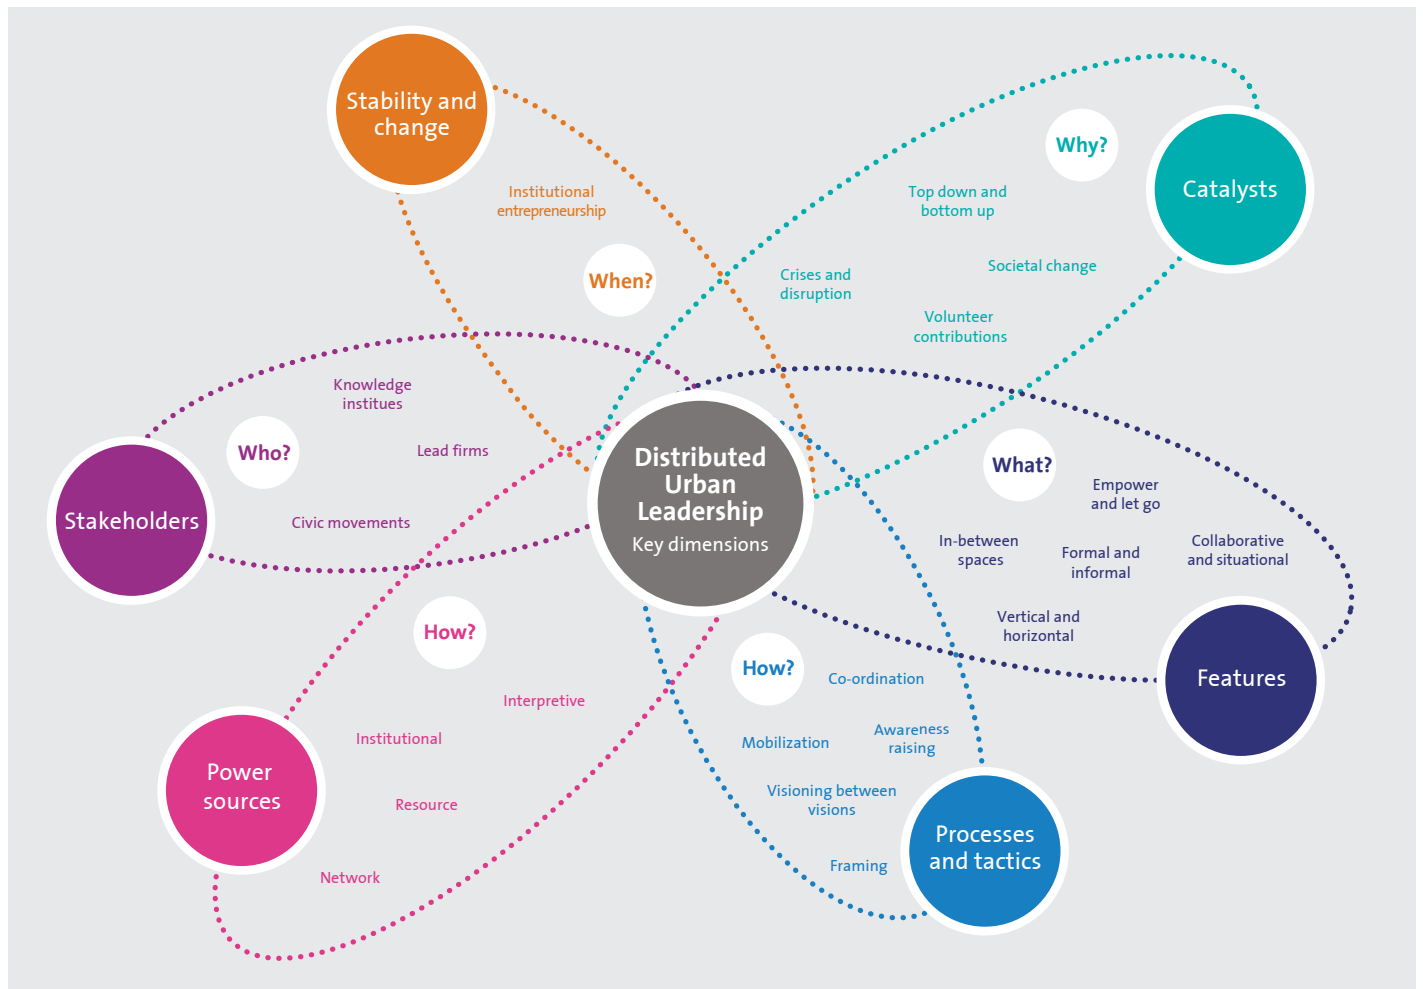 Stability and
change
Institutional
entrepreneurship
When?
Why?
Catalysts
Top down and
bottom up
Societal change
Crises and
disruption
Volunteer
contributions
Knowledge
institues
Who?
Lead firms
Stakeholders
Civic movements
Distributed
Urban
Leadership
Key dimensions
What?
Empower
and let go
In-between
spaces
Formal and
informal
Collaborative
and situational
Vertical and
horizontal
Features
How?
Interpretive
Institutional
Power
sources
Resource
Network
How?
Co-ordination
Mobilization
Awareness
raising
Visioning between
visions
Framing
Processes
and tactics